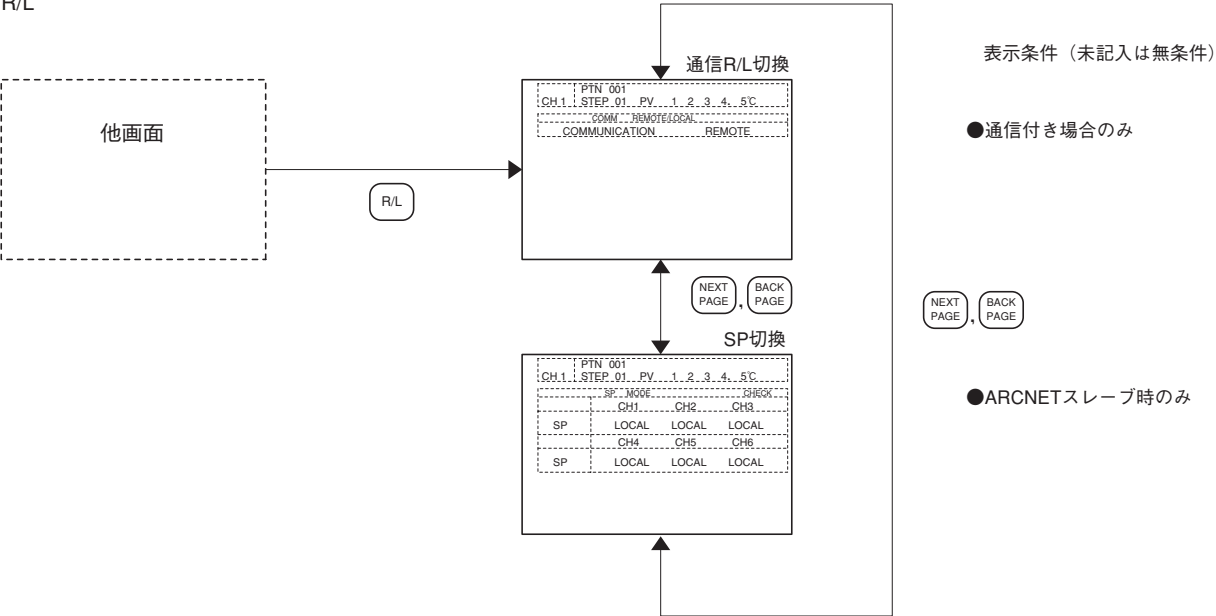 R/L
表示条件（未記入は無条件）
通信R/L切換
PTN 001
CH 1 STEP 01 PV 1 2 3 4. 5℃
COMM REMOTE/LOCAL
COMMUNICATION REMOTE
他画面
●通信付き場合のみ
R/L
NEXT PAGE , BACK PAGE
NEXT PAGE , BACK PAGE
SP切換
PTN 001
CH 1 STEP 01 PV 1 2 3 4. 5℃
SP MODE CHECK
CH1 CH2 CH3
SP LOCAL LOCAL LOCAL
CH4 CH5 CH6
SP LOCAL LOCAL LOCAL
●ARCNETスレーブ時のみ